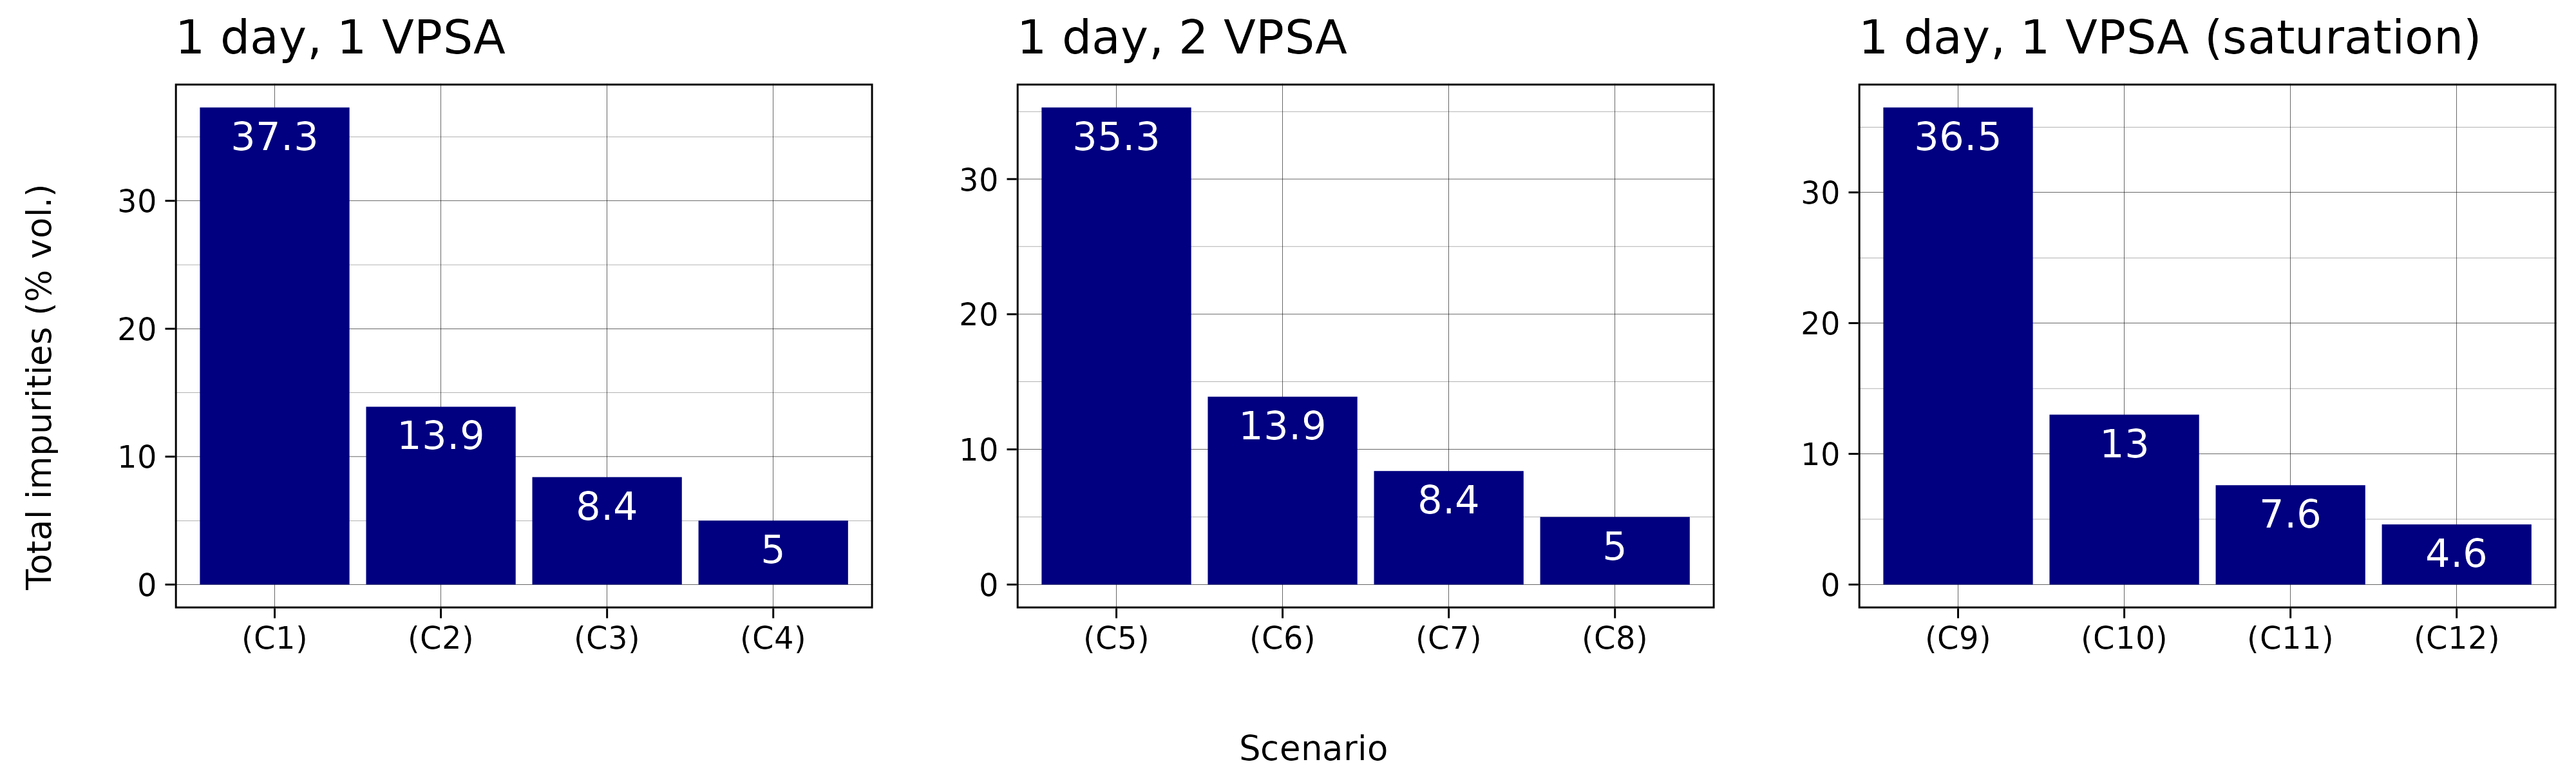 1 day, 1 VPSA
1 day, 2 VPSA
1 day, 1 VPSA (saturation)
Total impurities (% vol.)
30
20
10
0
37.3
13.9
8.4
5
(C1)
(C2)
(C3)
(C4)
30
20
10
0
35.3
13.9
8.4
5
(C5)
(C6)
(C7)
(C8)
30
20
10
0
36.5
13
7.6
4.6
(C9)
(C10)
(C11)
(C12)
Scenario